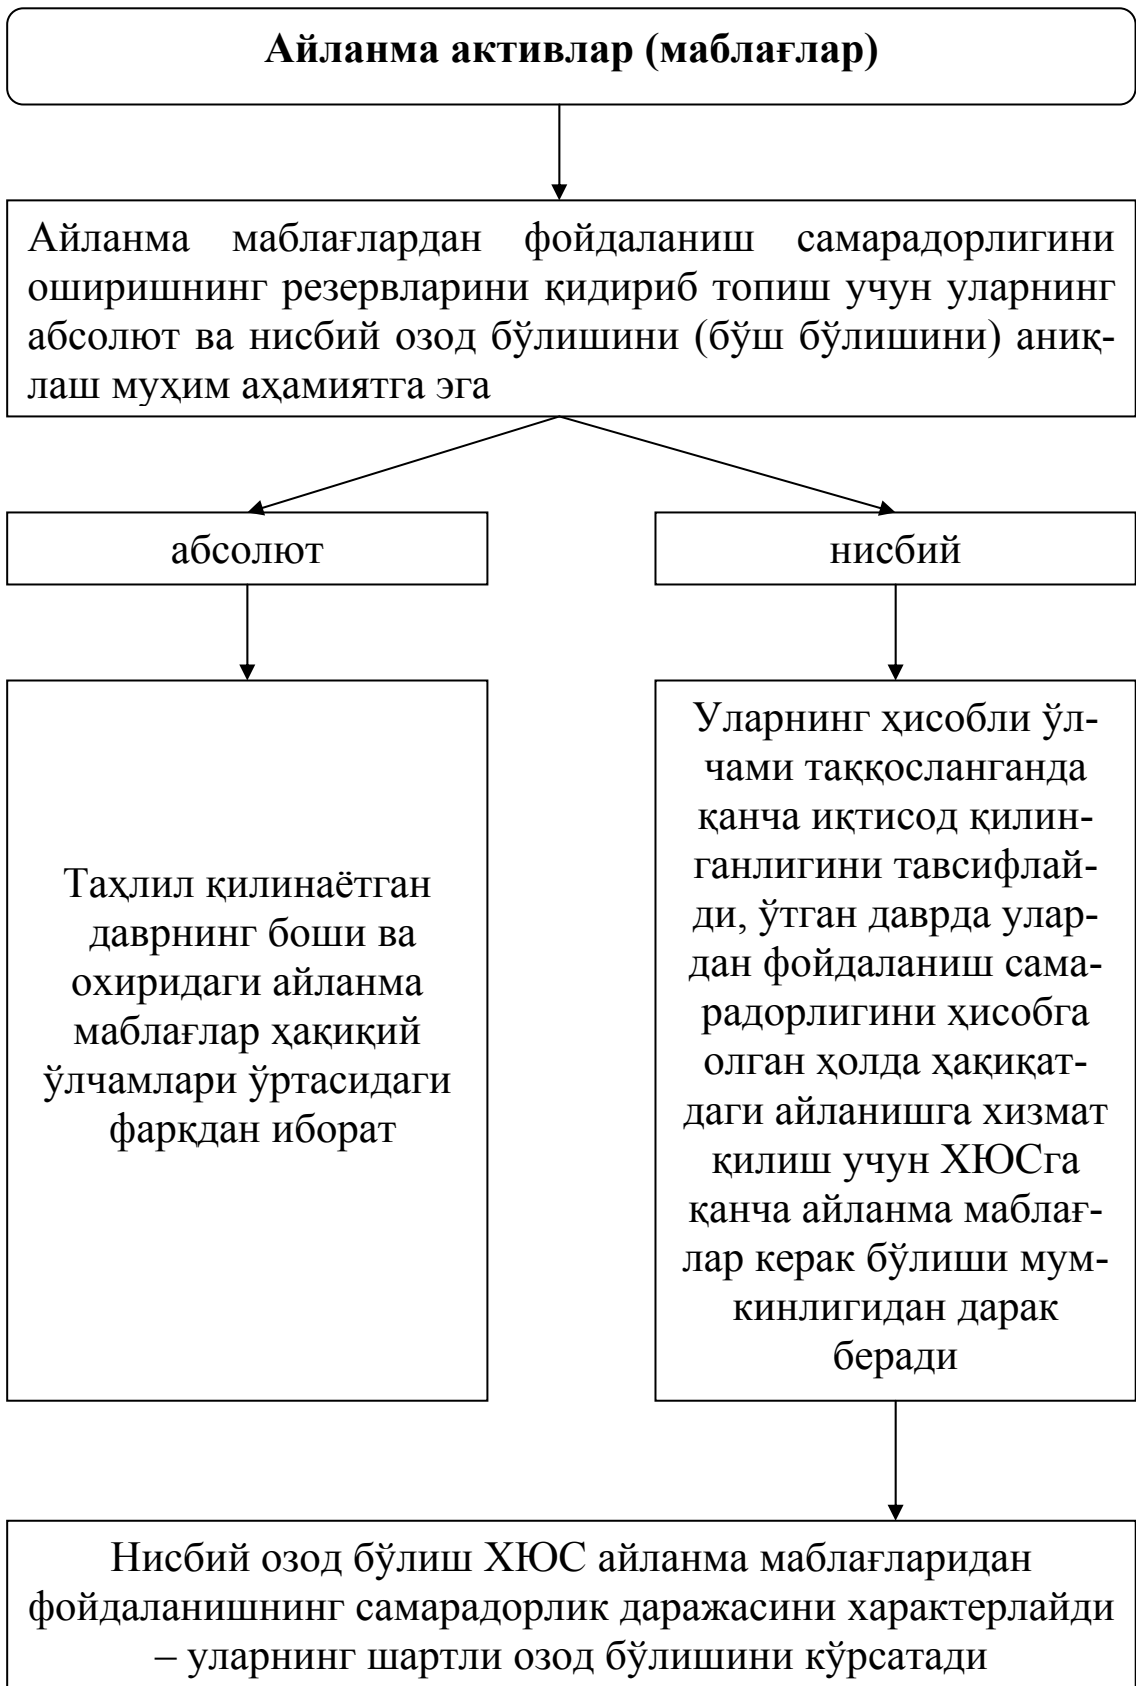 Айланма активлар (маблағлар)
Айланма маблағлардан фойдаланиш самарадорлигини
оширишнинг резервларини қидириб топиш учун уларнинг
абсолют ва нисбий озод бўлишини (бўш бўлишини) аниқ-
лаш муҳим аҳамиятга эга
абсолют
нисбий
Таҳлил қилинаётган
даврнинг боши ва
охиридаги айланма
маблағлар ҳақиқий
ўлчамлари ўртасидаги
фарқдан иборат
Уларнинг ҳисобли ўл-
чами таққосланганда
қанча иқтисод қилин-
ганлигини тавсифлай-
ди, ўтган даврда улар-
дан фойдаланиш сама-
радорлигини ҳисобга
олган ҳолда ҳақиқат-
даги айланишга хизмат
қилиш учун ХЮСга
қанча айланма маблағ-
лар керак бўлиши мум-
кинлигидан дарак
беради
Нисбий озод бўлиш ХЮС айланма маблағларидан
фойдаланишнинг самарадорлик даражасини характерлайди
– уларнинг шартли озод бўлишини кўрсатади